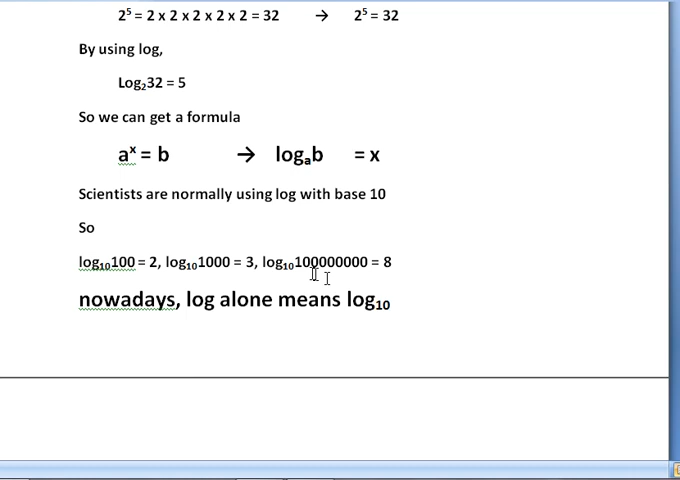 2⁵ = 2 x 2 x 2 x 2 x 2 = 32 → 2⁵ = 32
By using log,
Log₂32 = 5
So we can get a formula
aˣ = b → logₐb = x
Scientists are normally using log with base 10
So
log₁₀100 = 2, log₁₀1000 = 3, log₁₀100000000 = 8
nowadays, log alone means log₁₀